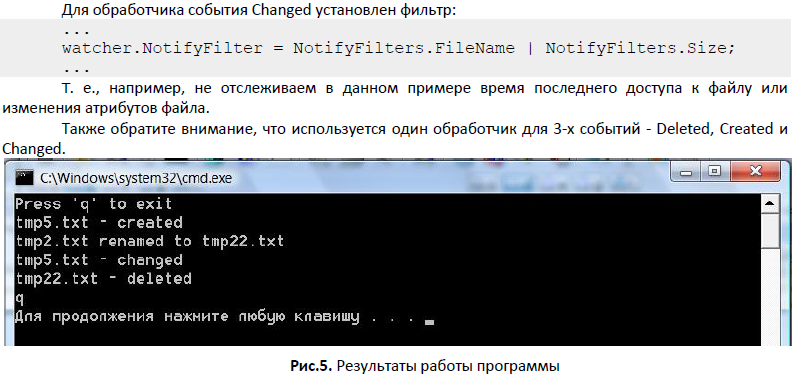 Для обработчика события Changed установлен фильтр:
...
watcher.NotifyFilter = NotifyFilters.FileName | NotifyFilters.Size;
...
Т. е., например, не отслеживаем в данном примере время последнего доступа к файлу или
изменения атрибутов файла.
Также обратите внимание, что используется один обработчик для 3-х событий - Deleted, Created и
Changed.
C:\Windows\system32\cmd.exe
Press 'q' to exit
tmp5.txt - created
tmp2.txt renamed to tmp22.txt
tmp5.txt - changed
tmp22.txt - deleted
q
Для продолжения нажмите любую клавишу . . .
Рис.5. Результаты работы программы